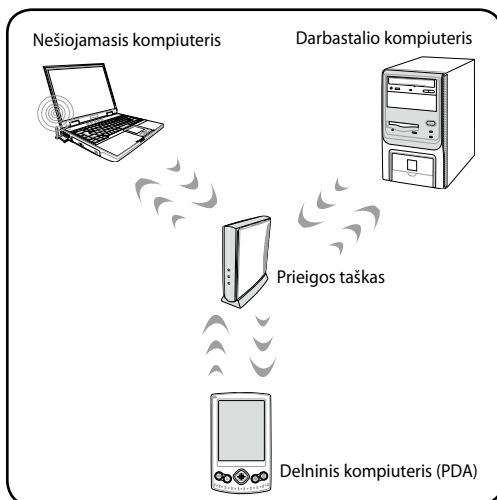 Nešiojamasis kompiuteris
Darbastalio kompiuteris
Prieigos taškas
Delninis kompiuteris (PDA)